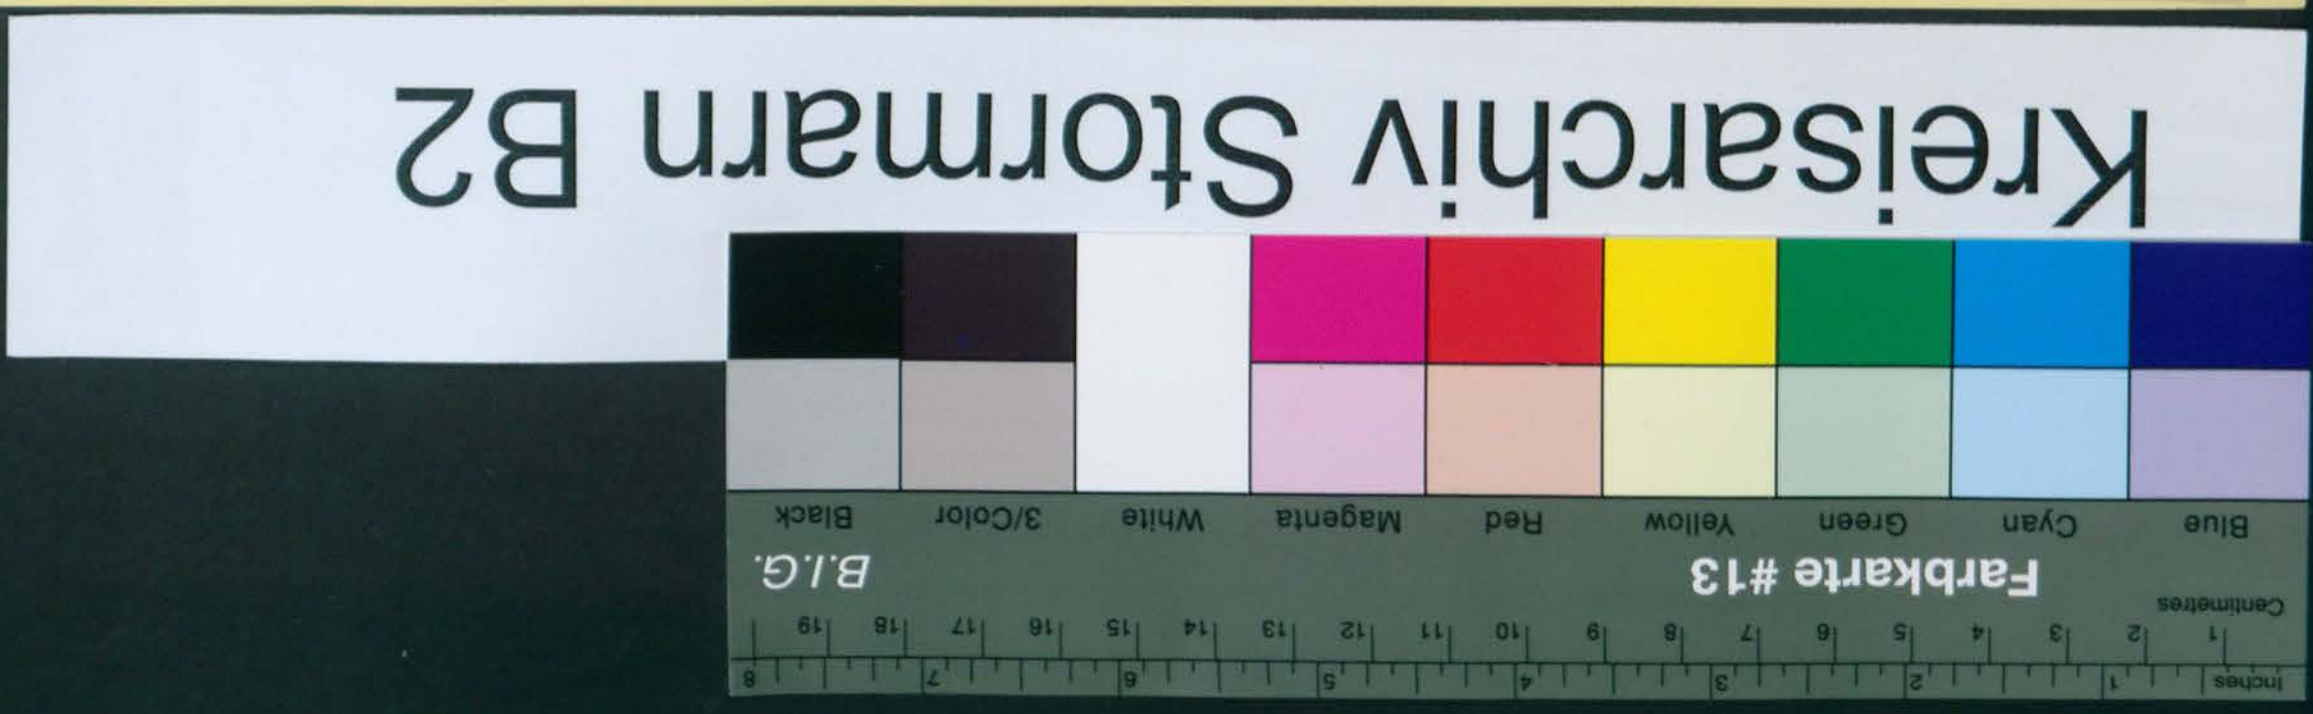 Inches 1 2 3 4 5 6 7 8
Centimetres 1 2 3 4 5 6 7 8 9 10 11 12 13 14 15 16 17 18 19
Farbkarte #13 B.I.G.
Blue Cyan Green Yellow Red Magenta White 3/Color Black
Kreisarchiv Stormarn B2